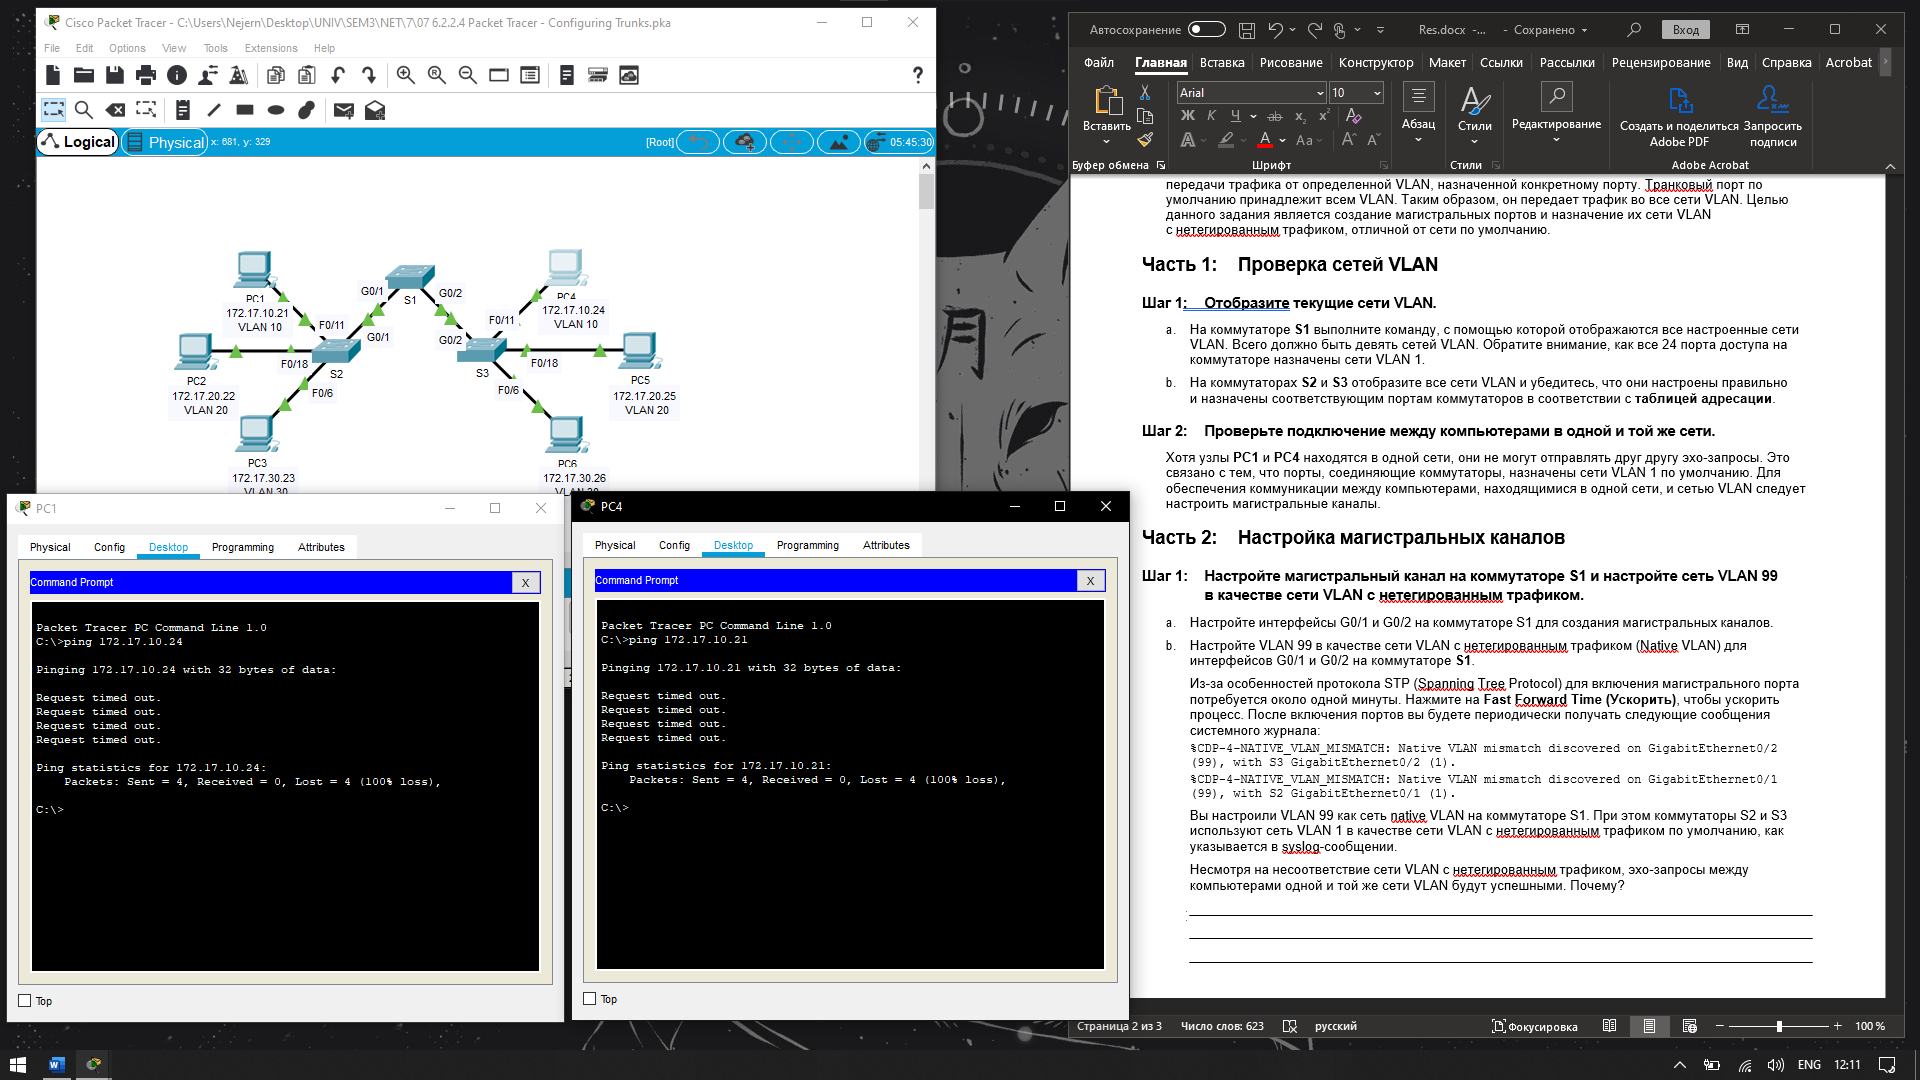 Cisco Packet Tracer - C:\Users\Nejern\Desktop\UNIV\SEM3\NET\7\07 6.2.2.4 Packet Tracer - Configuring Trunks.pka
File Edit Options View Tools Extensions Help
Logical Physical x: 681, y: 329 [Root] 05:45:30
PC1
172.17.10.21
VLAN 10
F0/11
G0/1
S1
G0/2
PC4
172.17.10.24
VLAN 10
F0/11
G0/1
G0/2
PC2
172.17.20.22
VLAN 20
F0/18
S2
F0/6
S3
F0/18
F0/6
PC5
172.17.20.25
VLAN 20
PC3
172.17.30.23
VLAN 30
PC6
172.17.30.26
PC1
Physical Config Desktop Programming Attributes
Command Prompt X
Packet Tracer PC Command Line 1.0
C:\>ping 172.17.10.24
Pinging 172.17.10.24 with 32 bytes of data:
Request timed out.
Request timed out.
Request timed out.
Request timed out.
Ping statistics for 172.17.10.24:
Packets: Sent = 4, Received = 0, Lost = 4 (100% loss),
C:\>
Top
PC4
Physical Config Desktop Programming Attributes
Command Prompt X
Packet Tracer PC Command Line 1.0
C:\>ping 172.17.10.21
Pinging 172.17.10.21 with 32 bytes of data:
Request timed out.
Request timed out.
Request timed out.
Request timed out.
Ping statistics for 172.17.10.21:
Packets: Sent = 4, Received = 0, Lost = 4 (100% loss),
C:\>
Top
月
Автосохранение Res.docx -... - Сохранено Вход
Файл Главная Вставка Рисование Конструктор Макет Ссылки Рассылки Рецензирование Вид Справка Acrobat
Вставить
Буфер обмена
Arial 10
Ж К Ч ab x₂ x²
Aa
Шрифт
Абзац
Стили
Стили
Редактирование
Создать и поделиться Adobe PDF
Запросить подписи
Adobe Acrobat
передачи трафика от определенной VLAN, назначенной конкретному порту. Транковый порт по
умолчанию принадлежит всем VLAN. Таким образом, он передает трафик во все сети VLAN. Целью
данного задания является создание магистральных портов и назначение их сети VLAN
с нетегированным трафиком, отличной от сети по умолчанию.
Часть 1: Проверка сетей VLAN
Шаг 1: Отобразите текущие сети VLAN.
a. На коммутаторе S1 выполните команду, с помощью которой отображаются все настроенные сети
VLAN. Всего должно быть девять сетей VLAN. Обратите внимание, как все 24 порта доступа на
коммутаторе назначены сети VLAN 1.
b. На коммутаторах S2 и S3 отобразите все сети VLAN и убедитесь, что они настроены правильно
и назначены соответствующим портам коммутаторов в соответствии с таблицей адресации.
Шаг 2: Проверьте подключение между компьютерами в одной и той же сети.
Хотя узлы PC1 и PC4 находятся в одной сети, они не могут отправлять друг другу эхо-запросы. Это
связано с тем, что порты, соединяющие коммутаторы, назначены сети VLAN 1 по умолчанию. Для
обеспечения коммуникации между компьютерами, находящимися в одной сети, и сетью VLAN следует
настроить магистральные каналы.
Часть 2: Настройка магистральных каналов
Шаг 1: Настройте магистральный канал на коммутаторе S1 и настройте сеть VLAN 99
в качестве сети VLAN с нетегированным трафиком.
a. Настройте интерфейсы G0/1 и G0/2 на коммутаторе S1 для создания магистральных каналов.
b. Настройте VLAN 99 в качестве сети VLAN с нетегированным трафиком (Native VLAN) для
интерфейсов G0/1 и G0/2 на коммутаторе S1.
Из-за особенностей протокола STP (Spanning Tree Protocol) для включения магистрального порта
потребуется около одной минуты. Нажмите на Fast Forward Time (Ускорить), чтобы ускорить
процесс. После включения портов вы будете периодически получать следующие сообщения
системного журнала:
%CDP-4-NATIVE_VLAN_MISMATCH: Native VLAN mismatch discovered on GigabitEthernet0/2
(99), with S3 GigabitEthernet0/2 (1).
%CDP-4-NATIVE_VLAN_MISMATCH: Native VLAN mismatch discovered on GigabitEthernet0/1
(99), with S2 GigabitEthernet0/1 (1).
Вы настроили VLAN 99 как сеть native VLAN на коммутаторе S1. При этом коммутаторы S2 и S3
используют сеть VLAN 1 в качестве сети VLAN с нетегированным трафиком по умолчанию, как
указывается в syslog-сообщении.
Несмотря на несоответствие сети VLAN с нетегированным трафиком, эхо-запросы между
компьютерами одной и той же сети VLAN будут успешными. Почему?
Страница 2 из 3 Число слов: 623 русский Фокусировка 100 %
ENG 12:11